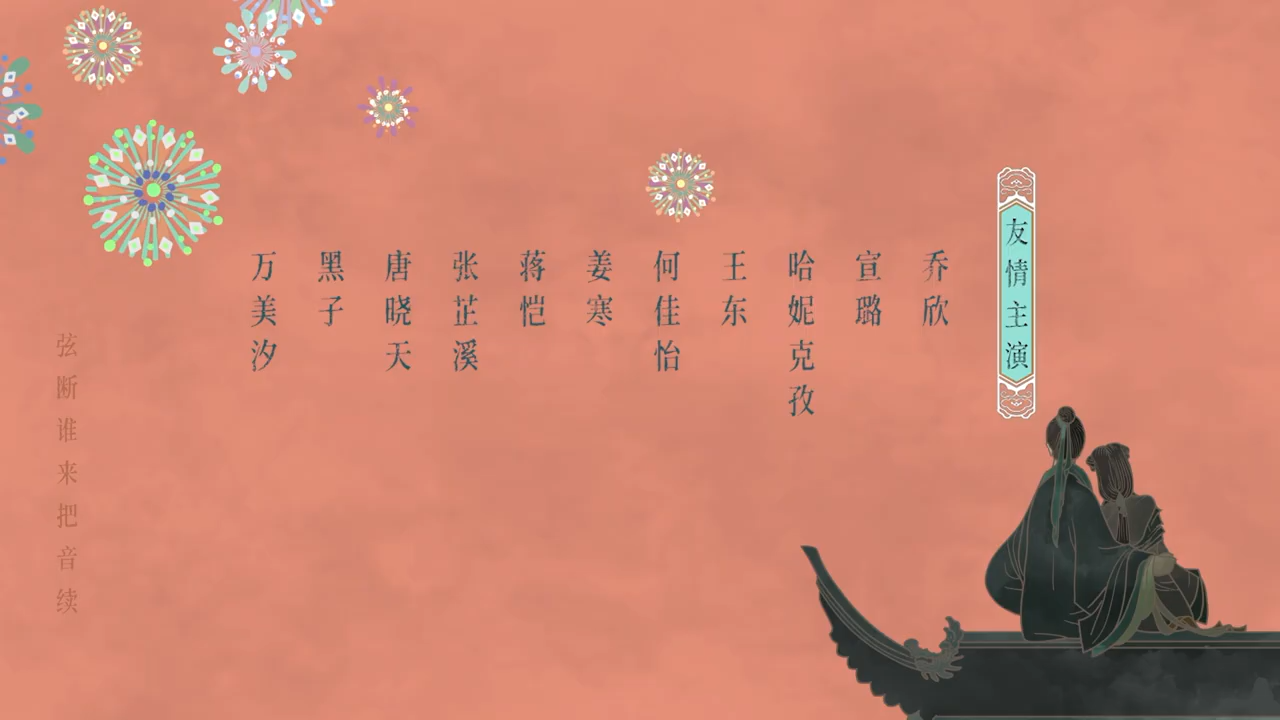 友情主演
乔欣
宣璐
哈妮克孜
王东
何佳怡
姜寒
蒋恺
张芷溪
唐晓天
黑子
万美汐
弦断谁来把音续